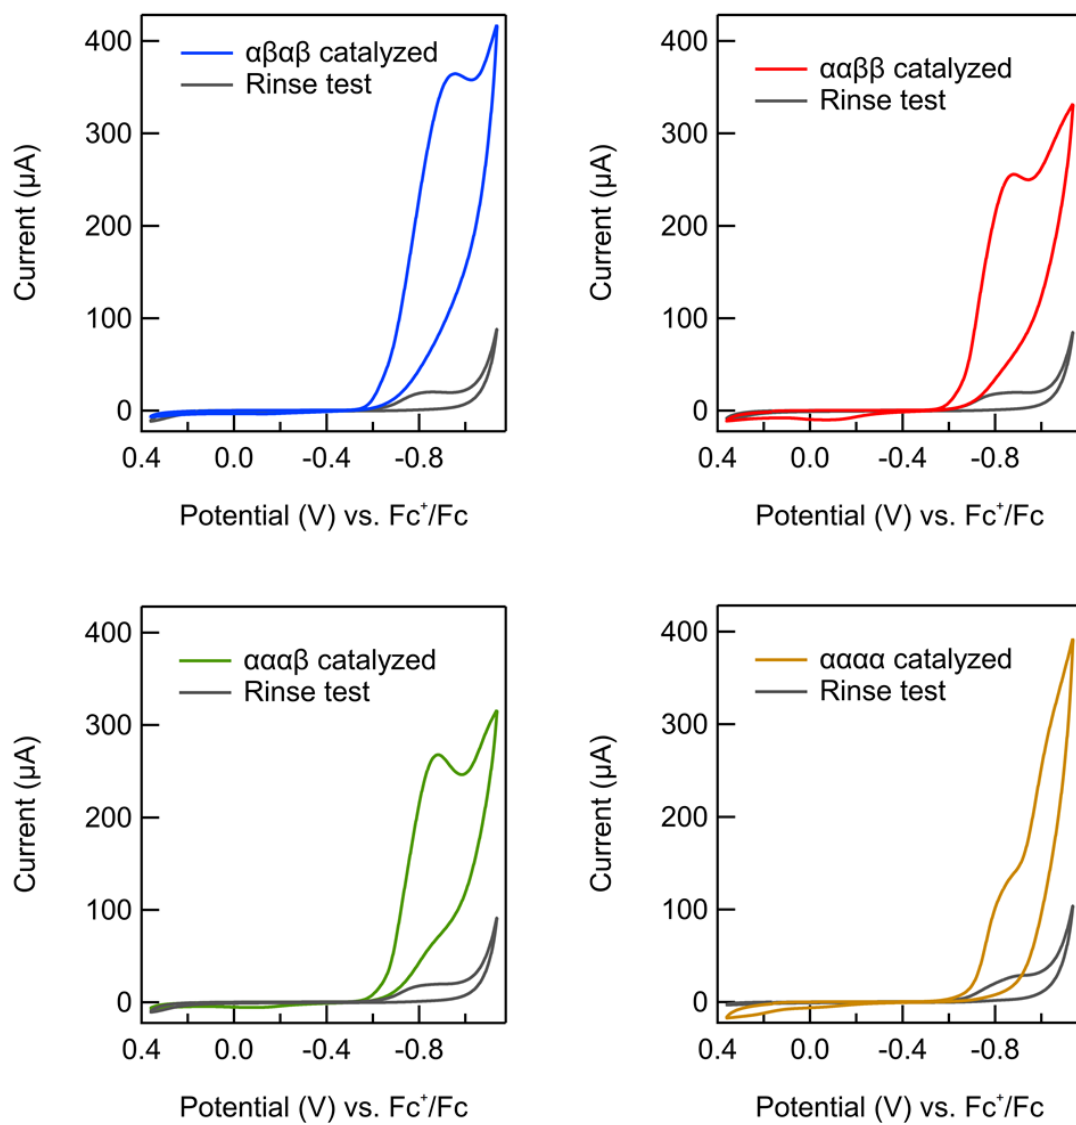 αβαβ catalyzed
Rinse test
400
300
200
100
0
Current (μA)
0.4 0.0 -0.4 -0.8
Potential (V) vs. Fc⁺/Fc
ααββ catalyzed
Rinse test
400
300
200
100
0
Current (μA)
0.4 0.0 -0.4 -0.8
Potential (V) vs. Fc⁺/Fc
αααβ catalyzed
Rinse test
400
300
200
100
0
Current (μA)
0.4 0.0 -0.4 -0.8
Potential (V) vs. Fc⁺/Fc
αααα catalyzed
Rinse test
400
300
200
100
0
Current (μA)
0.4 0.0 -0.4 -0.8
Potential (V) vs. Fc⁺/Fc